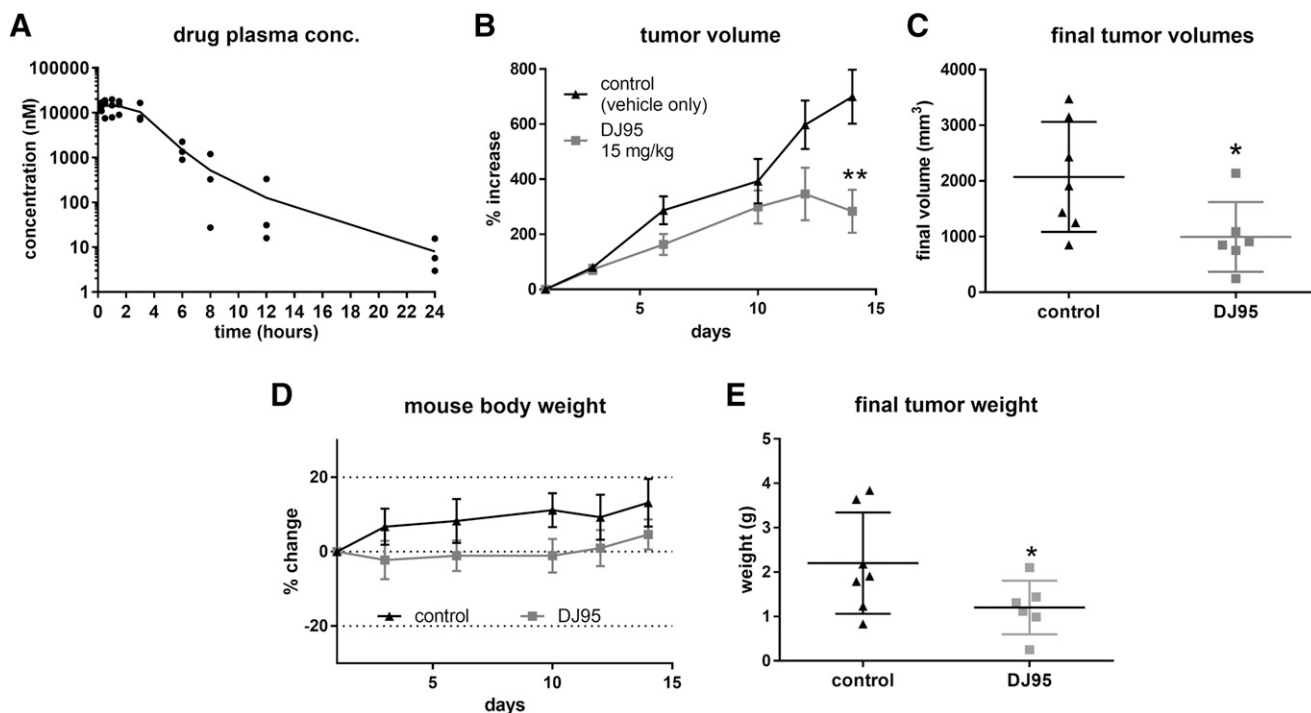 A
drug plasma conc.
concentration (nM)
100000
10000
1000
100
10
1
0 2 4 6 8 10 12 14 16 18 20 22 24
time (hours)
B
tumor volume
% increase
800
600
400
200
0
control
(vehicle only)
DJ95
15 mg/kg
**
5 10 15
days
C
final tumor volumes
final volume (mm³)
4000
3000
2000
1000
0
*
control DJ95
D
mouse body weight
% change
20
0
-20
control DJ95
5 10 15
days
E
final tumor weight
weight (g)
5
4
3
2
1
0
*
control DJ95